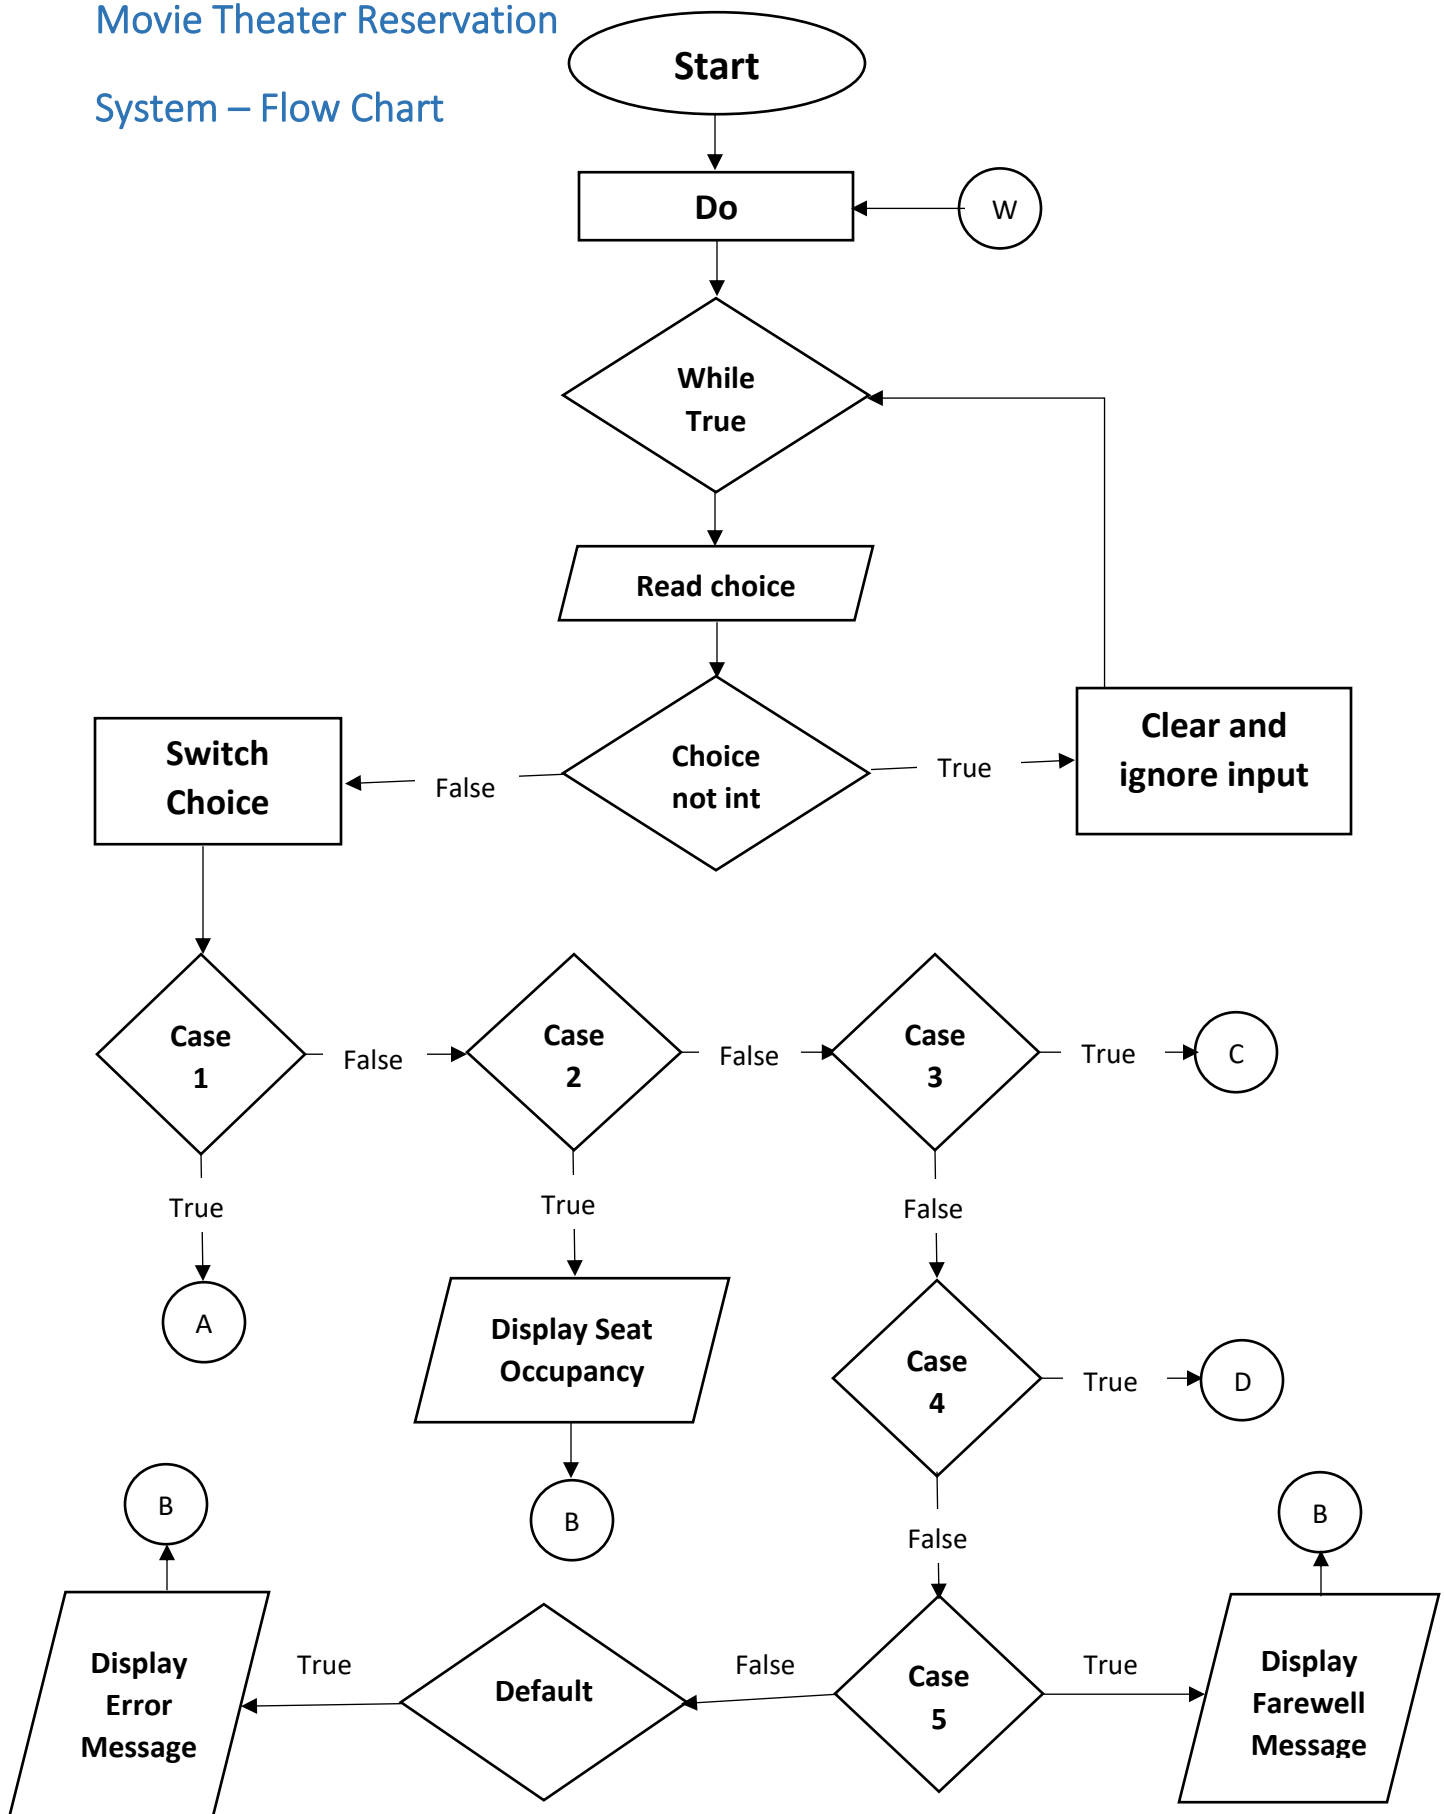 Movie Theater Reservation
System – Flow Chart
Start
Do
W
While
True
Read choice
Choice
not int
True
Clear and
ignore input
False
Switch
Choice
Case
1
False
Case
2
False
Case
3
True
C
True
A
True
Display Seat
Occupancy
B
False
Case
4
True
D
False
Case
5
True
Display
Farewell
Message
B
False
Default
True
Display
Error
Message
B